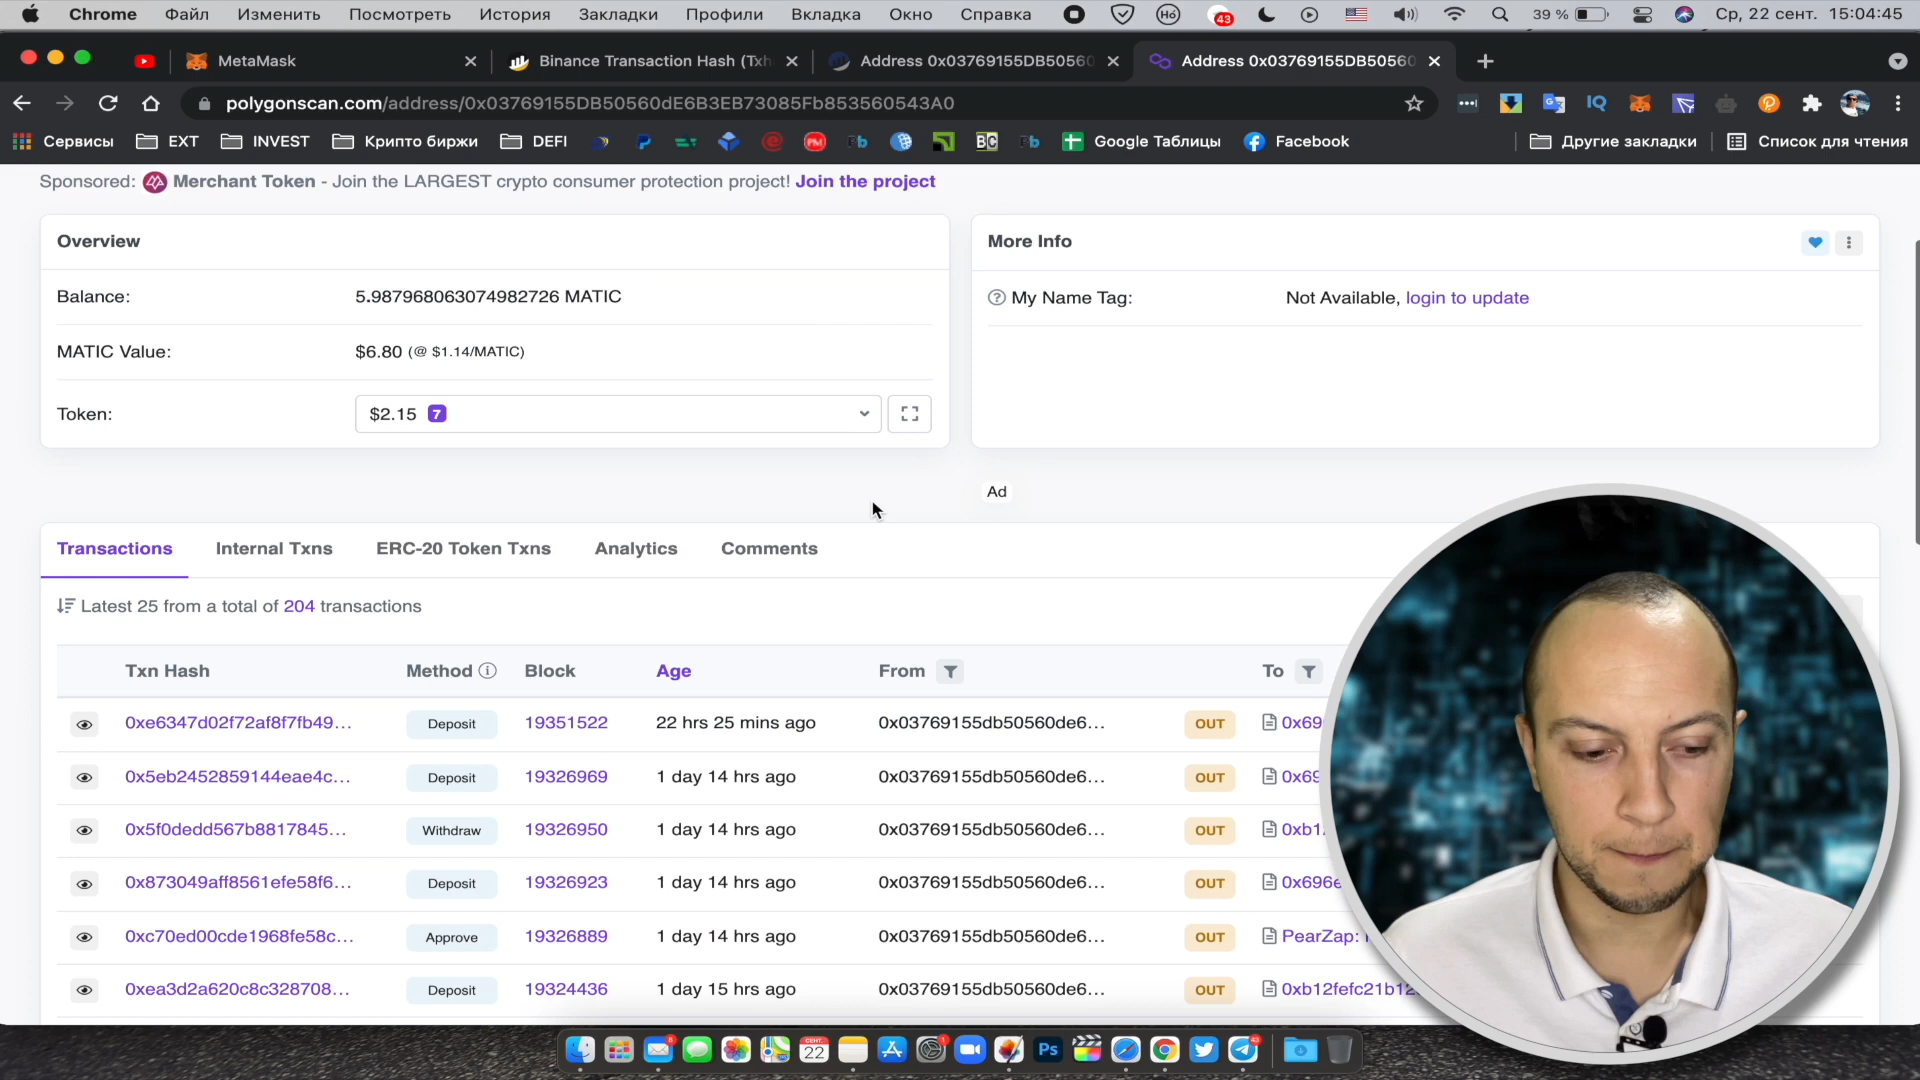 Chrome Файл Изменить Посмотреть История Закладки Профили Вкладка Окно Справка Hó 43 39 % Ср, 22 сент. 15:04:45
MetaMask Binance Transaction Hash (Txh Address 0x03769155DB50560 Address 0x03769155DB50560
polygonscan.com/address/0x03769155DB50560dE6B3EB73085Fb853560543A0
Сервисы EXT INVEST Крипто биржи DEFI Google Таблицы Facebook Другие закладки Список для чтения
Sponsored: Merchant Token - Join the LARGEST crypto consumer protection project! Join the project
Overview
Balance: 5.987968063074982726 MATIC
MATIC Value: $6.80 (@ $1.14/MATIC)
Token: $2.15 7
More Info
My Name Tag: Not Available, login to update
Ad
Transactions Internal Txns ERC-20 Token Txns Analytics Comments
Latest 25 from a total of 204 transactions
Txn Hash Method Block Age From To
0xe6347d02f72af8f7fb49... Deposit 19351522 22 hrs 25 mins ago 0x03769155db50560de6... OUT 0x69
0x5eb2452859144eae4c... Deposit 19326969 1 day 14 hrs ago 0x03769155db50560de6... OUT 0x69
0x5f0dedd567b8817845... Withdraw 19326950 1 day 14 hrs ago 0x03769155db50560de6... OUT 0xb1
0x873049aff8561efe58f6... Deposit 19326923 1 day 14 hrs ago 0x03769155db50560de6... OUT 0x696e
0xc70ed00cde1968fe58c... Approve 19326889 1 day 14 hrs ago 0x03769155db50560de6... OUT PearZap:
0xea3d2a620c8c328708... Deposit 19324436 1 day 15 hrs ago 0x03769155db50560de6... OUT 0xb12fefc21b12